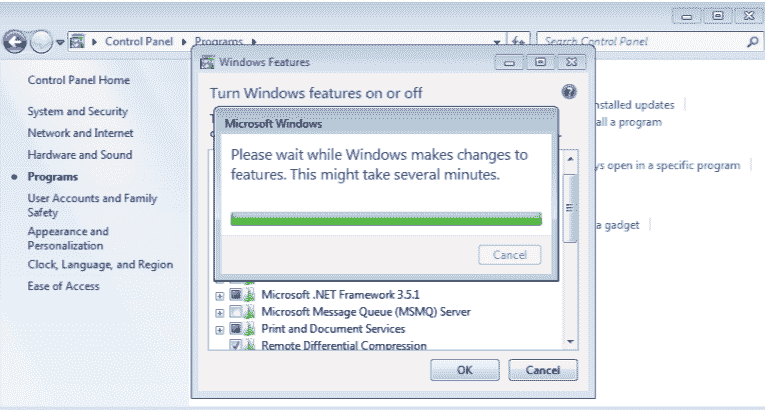 Control Panel Programs
Search Control Panel
Control Panel Home
System and Security
Network and Internet
Hardware and Sound
Programs
User Accounts and Family
Safety
Appearance and
Personalization
Clock, Language, and Region
Ease of Access
Windows Features
Turn Windows features on or off
Microsoft Windows
Please wait while Windows makes changes to
features. This might take several minutes.
Cancel
Microsoft .NET Framework 3.5.1
Microsoft Message Queue (MSMQ) Server
Print and Document Services
Remote Differential Compression
OK Cancel
updates
a program
open in a specific program
a gadget